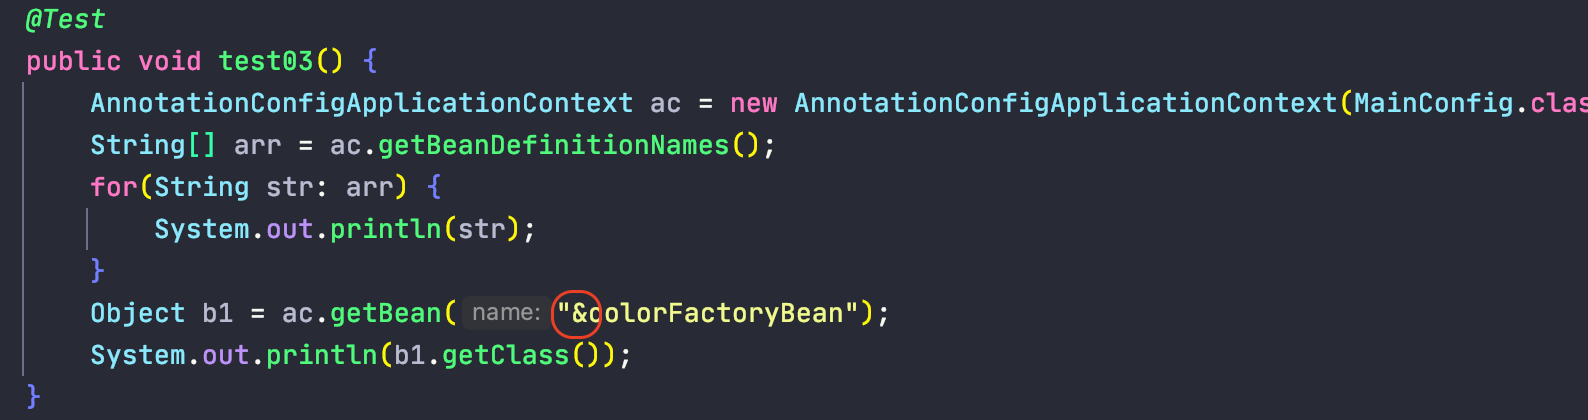 @Test
public void test03() {
    AnnotationConfigApplicationContext ac = new AnnotationConfigApplicationContext(MainConfig.clas
    String[] arr = ac.getBeanDefinitionNames();
    for(String str: arr) {
        System.out.println(str);
    }
    Object b1 = ac.getBean( name: "&colorFactoryBean");
    System.out.println(b1.getClass());
}